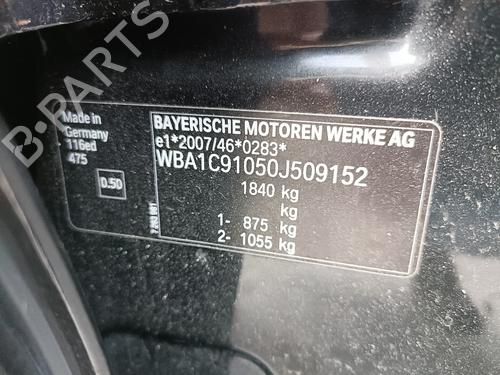 BAYERISCHE MOTOREN WERKE AG
e1*2007/46*0283*
WBA1C91050J509152
1840 kg
kg
1- 875 kg
2- 1055 kg
Made in
Germany
116ed
475
0.50
B-PARTS